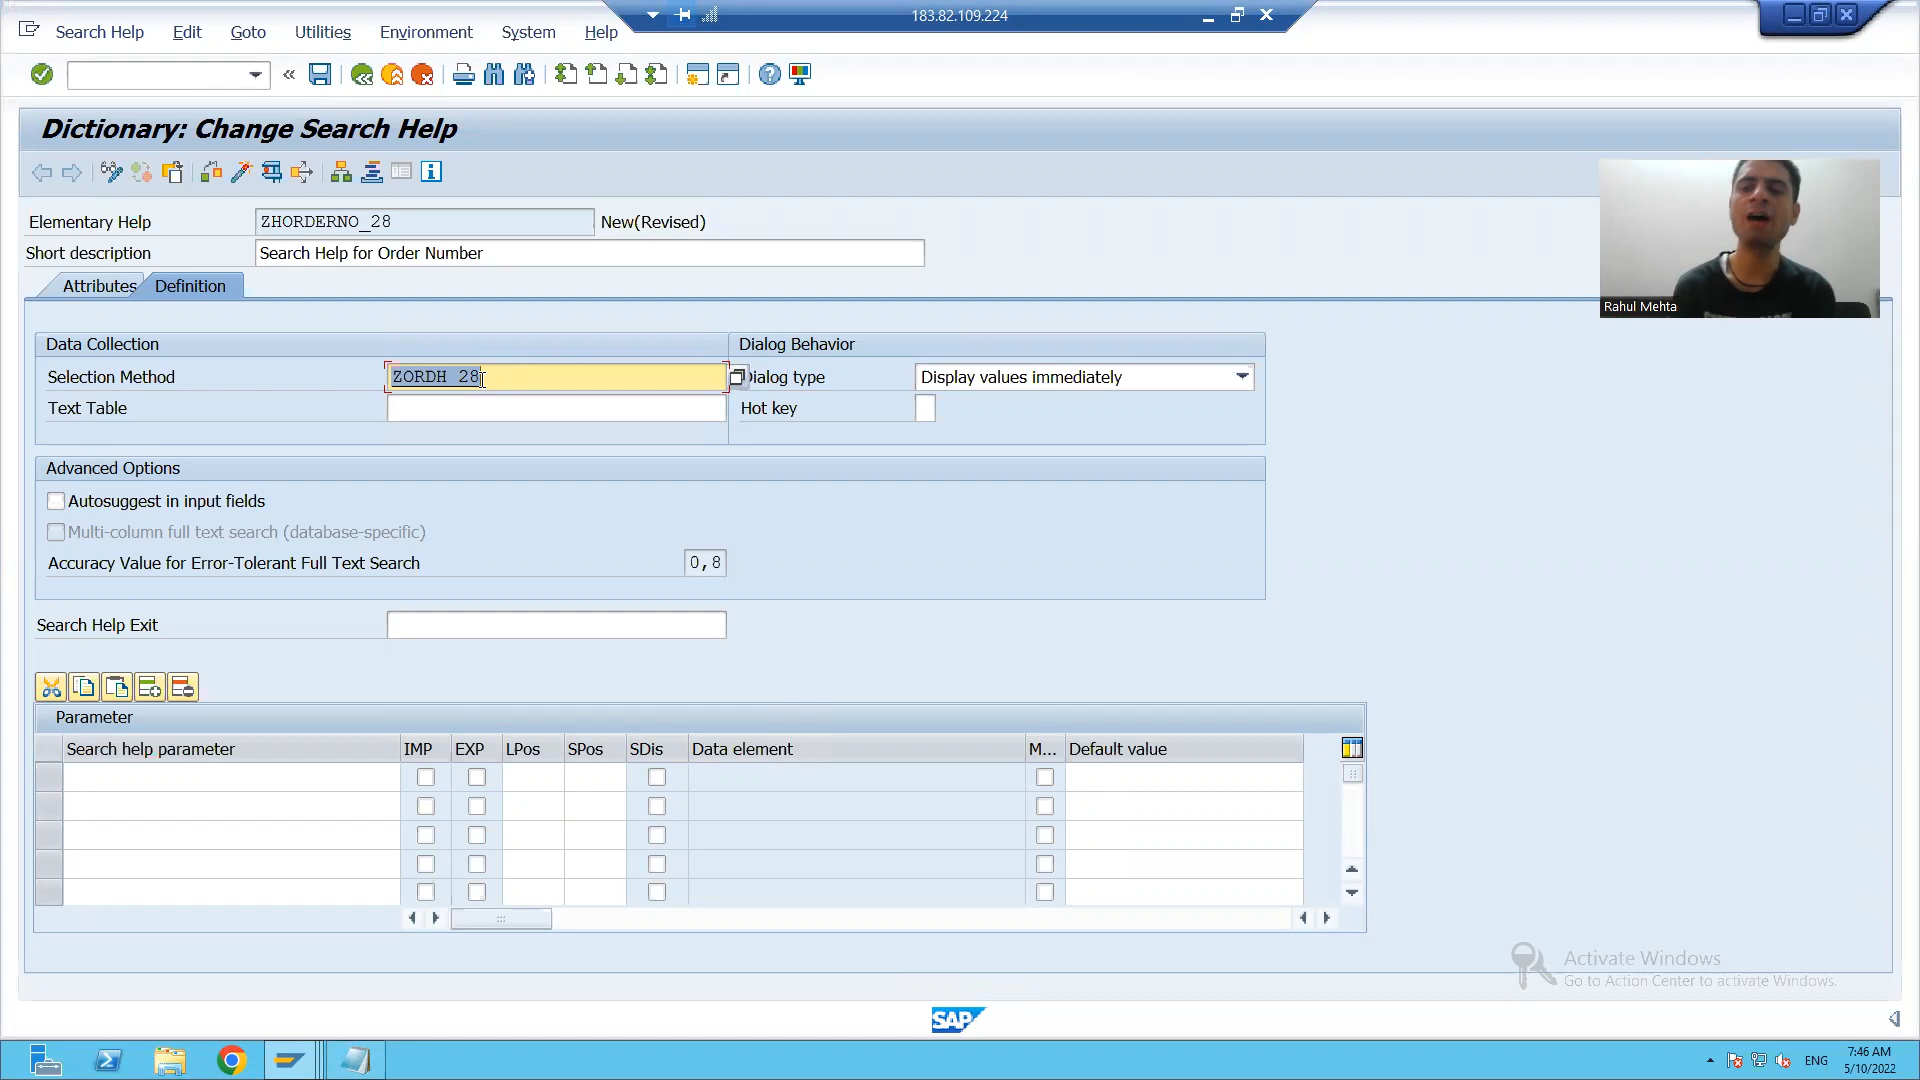 183.82.109.224
Search Help Edit Goto Utilities Environment System Help
Dictionary: Change Search Help
Elementary Help ZHORDERNO_28 New(Revised)
Short description Search Help for Order Number
Attributes Definition
Data Collection Dialog Behavior
Selection Method ZORDH_28 Dialog type Display values immediately
Text Table Hot key
Advanced Options
Autosuggest in input fields
Multi-column full text search (database-specific)
Accuracy Value for Error-Tolerant Full Text Search 0,8
Search Help Exit
Parameter
Search help parameter IMP EXP LPos SPos SDis Data element M... Default value
Rahul Mehta
Activate Windows
Go to Action Center to activate Windows.
SAP
ENG
7:46 AM
5/10/2022